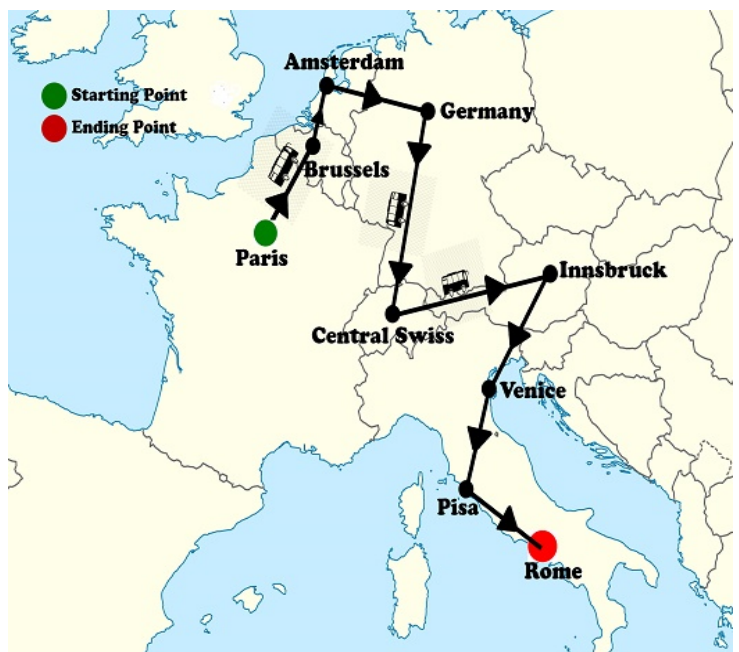 Amsterdam
Starting Point
Germany
Ending Point
Brussels
Paris
Innsbruck
Central Swiss
Venice
Pisa
Rome